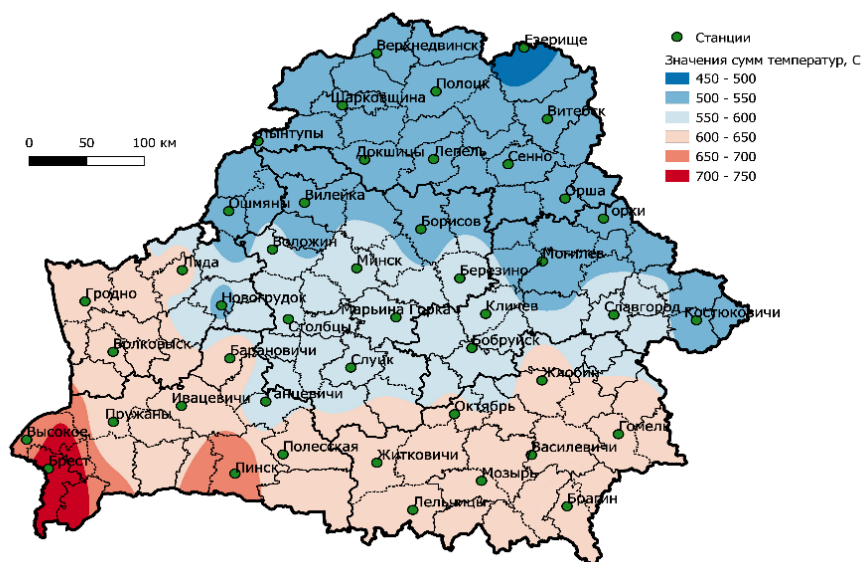 Езерище
Верхнедвинск
Полоцк
Шарковщина
Витебск
Лынтупы
Докшицы
Лепель
Сенно
Вилейка
Ошмяны
Орша
Борисов
Горки
Воложин
Могилев
Минск
Лида
Березино
Гродно
Новогрудок
Марьина Горка
Кличев
Славгород
Костюковичи
Столбцы
Волковыск
Барановичи
Бобруйск
Слуцк
Жлобин
Ивацевичи
Ганцевичи
Октябрь
Пружаны
Гомель
Высокое
Полесская
Житковичи
Василевичи
Брест
Пинск
Мозырь
Лельчицы
Брагин
0 50 100 км
Станции
Значения сумм температур, С
450 - 500
500 - 550
550 - 600
600 - 650
650 - 700
700 - 750